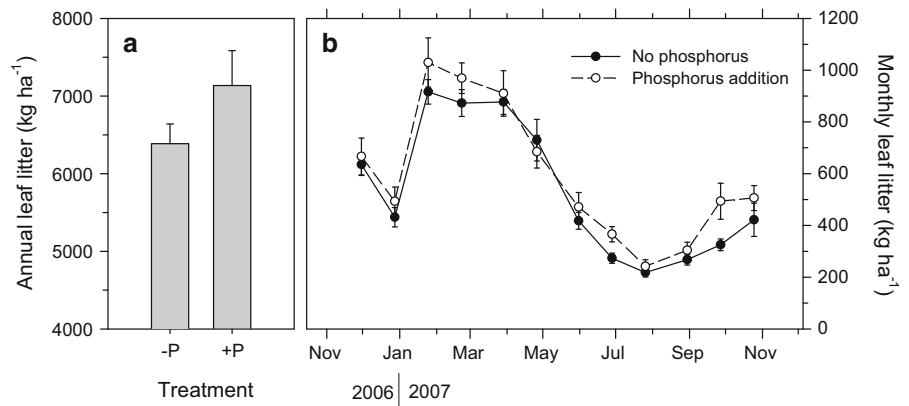 a
Annual leaf litter (kg ha-1)
8000
7000
6000
5000
4000
-P +P
Treatment
b
No phosphorus
Phosphorus addition
Monthly leaf litter (kg ha-1)
1200
1000
800
600
400
200
0
Nov Jan Mar May Jul Sep Nov
2006 2007